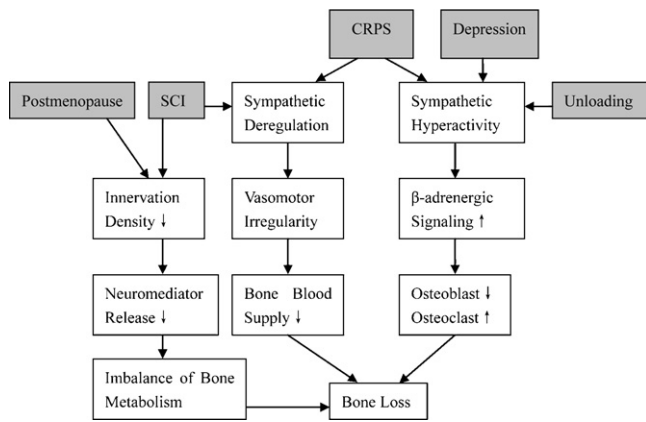 CRPS
Depression
Postmenopause
SCI
Sympathetic
Deregulation
Sympathetic
Hyperactivity
Unloading
Innervation
Density ↓
Vasomotor
Irregularity
β-adrenergic
Signaling ↑
Neuromediator
Release ↓
Bone Blood
Supply ↓
Osteoblast ↓
Osteoclast ↑
Imbalance of Bone
Metabolism
Bone Loss